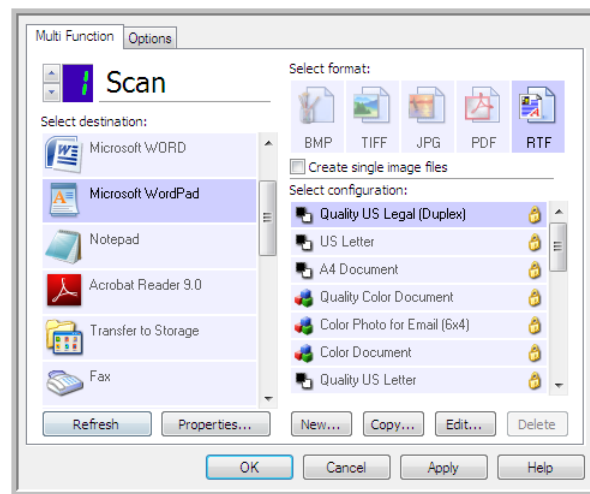 Multi Function
Options
1
Scan
Select destination:
Microsoft WORD
Microsoft WordPad
Notepad
Acrobat Reader 9.0
Transfer to Storage
Fax
Refresh
Properties...
Select format:
BMP
TIFF
JPG
PDF
RTF
Create single image files
Select configuration:
Quality US Legal (Duplex)
US Letter
A4 Document
Quality Color Document
Color Photo for Email (6x4)
Color Document
Quality US Letter
New...
Copy...
Edit...
Delete
OK
Cancel
Apply
Help